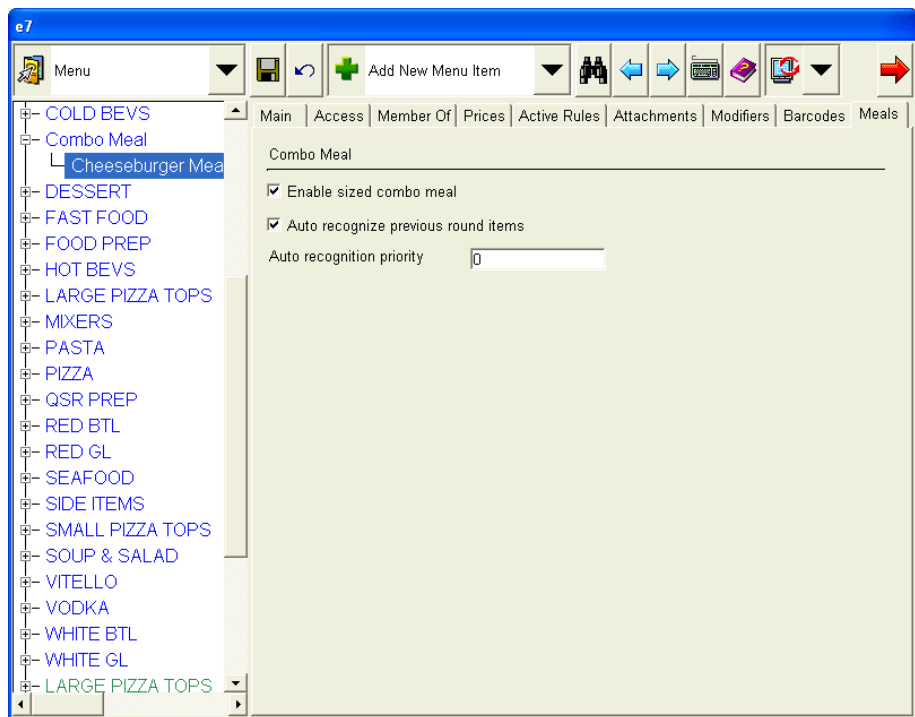 e7
Menu
Add New Menu Item
COLD BEVS
Combo Meal
Cheeseburger Mea
DESSERT
FAST FOOD
FOOD PREP
HOT BEVS
LARGE PIZZA TOPS
MIXERS
PASTA
PIZZA
QSR PREP
RED BTL
RED GL
SEAFOOD
SIDE ITEMS
SMALL PIZZA TOPS
SOUP & SALAD
VITELLO
VODKA
WHITE BTL
WHITE GL
LARGE PIZZA TOPS
Main Access Member Of Prices Active Rules Attachments Modifiers Barcodes Meals
Combo Meal
Enable sized combo meal
Auto recognize previous round items
Auto recognition priority 0